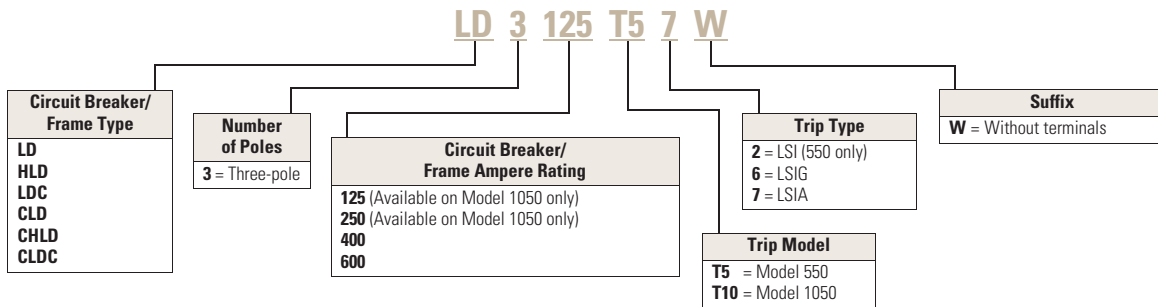 LD 3 125 T5 7 W
Circuit Breaker/
Frame Type
LD
HLD
LDC
CLD
CHLD
CLDC
Number
of Poles
3 = Three-pole
Circuit Breaker/
Frame Ampere Rating
125 (Available on Model 1050 only)
250 (Available on Model 1050 only)
400
600
Trip Model
T5 = Model 550
T10 = Model 1050
Trip Type
2 = LSI (550 only)
6 = LSIG
7 = LSIA
Suffix
W = Without terminals